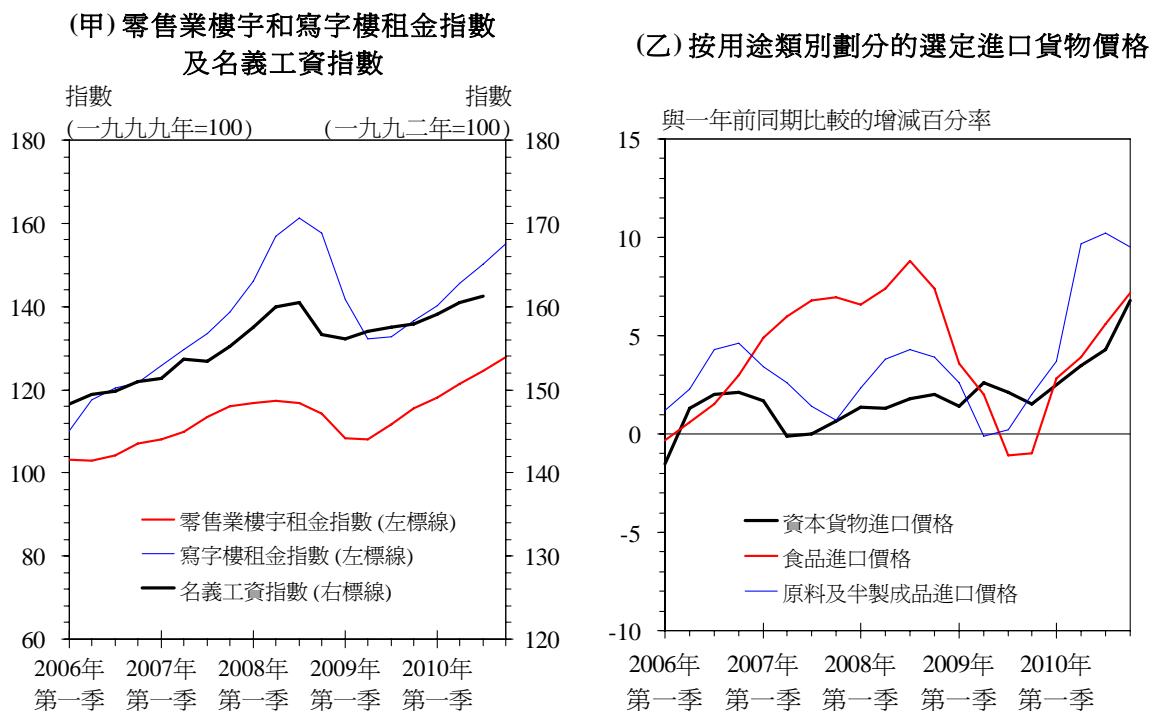 (甲) 零售業樓宇和寫字樓租金指數
及名義工資指數
指數
(一九九九年=100)
指數
(一九九二年=100)
180
160
140
120
100
80
60
180
170
160
150
140
130
120
零售業樓宇租金指數 (左標線)
寫字樓租金指數 (左標線)
名義工資指數 (右標線)
2006年 2007年 2008年 2009年 2010年
第一季 第一季 第一季 第一季 第一季
(乙) 按用途類別劃分的選定進口貨物價格
與一年前同期比較的增減百分率
15
10
5
0
-5
-10
資本貨物進口價格
食品進口價格
原料及半製成品進口價格
2006年 2007年 2008年 2009年 2010年
第一季 第一季 第一季 第一季 第一季